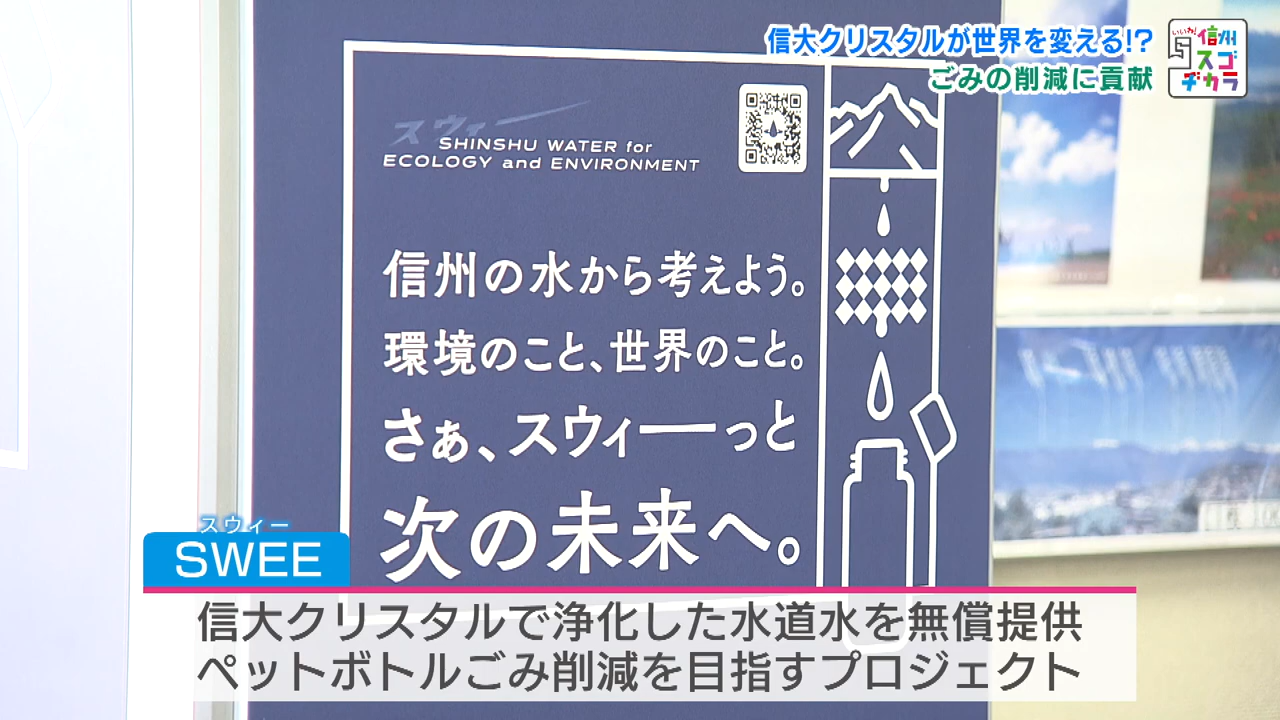 信大クリスタルが世界を変える!?
ごみの削減に貢献
いいね!
信州
スゴ
ヂカラ
スウィー
SHINSHU WATER for
ECOLOGY and ENVIRONMENT
信州の水から考えよう。
環境のこと、世界のこと。
さぁ、スウィーっと
次の未来へ。
スウィー
SWEE
信大クリスタルで浄化した水道水を無償提供
ペットボトルごみ削減を目指すプロジェクト